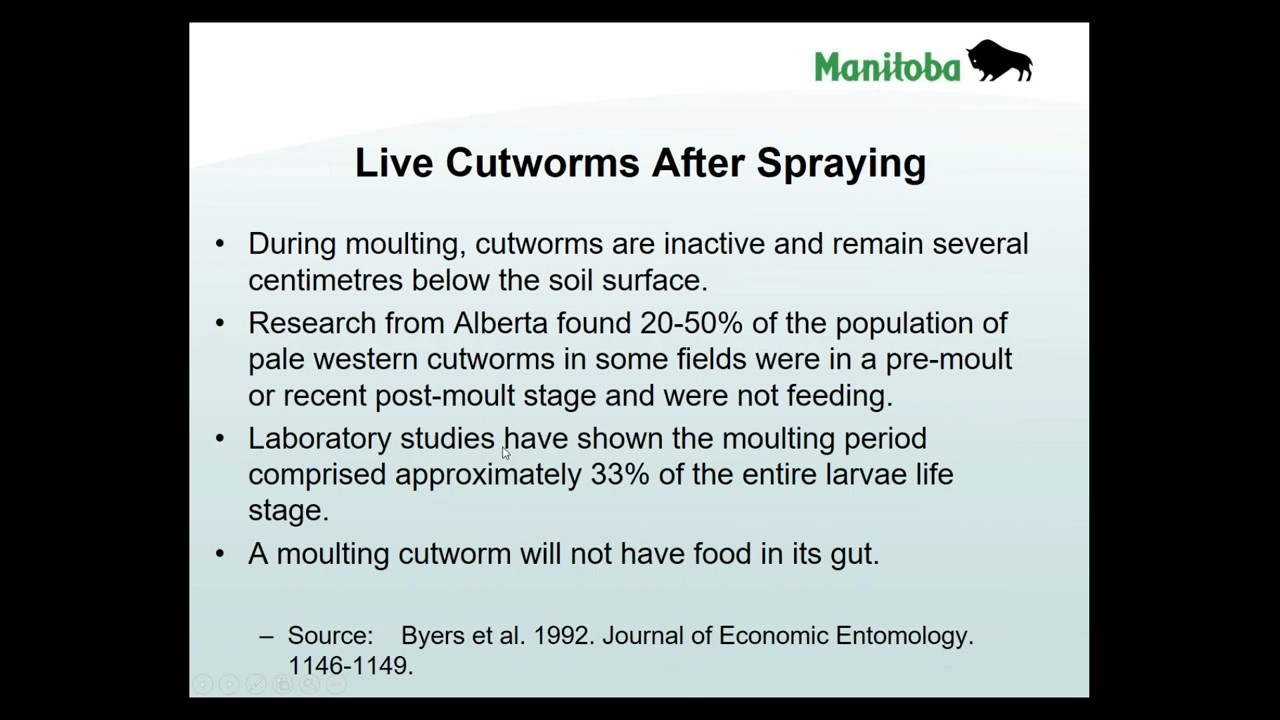 Manitoba
Live Cutworms After Spraying
• During moulting, cutworms are inactive and remain several
centimetres below the soil surface.
• Research from Alberta found 20-50% of the population of
pale western cutworms in some fields were in a pre-moult
or recent post-moult stage and were not feeding.
• Laboratory studies have shown the moulting period
comprised approximately 33% of the entire larvae life
stage.
• A moulting cutworm will not have food in its gut.
– Source: Byers et al. 1992. Journal of Economic Entomology.
1146-1149.